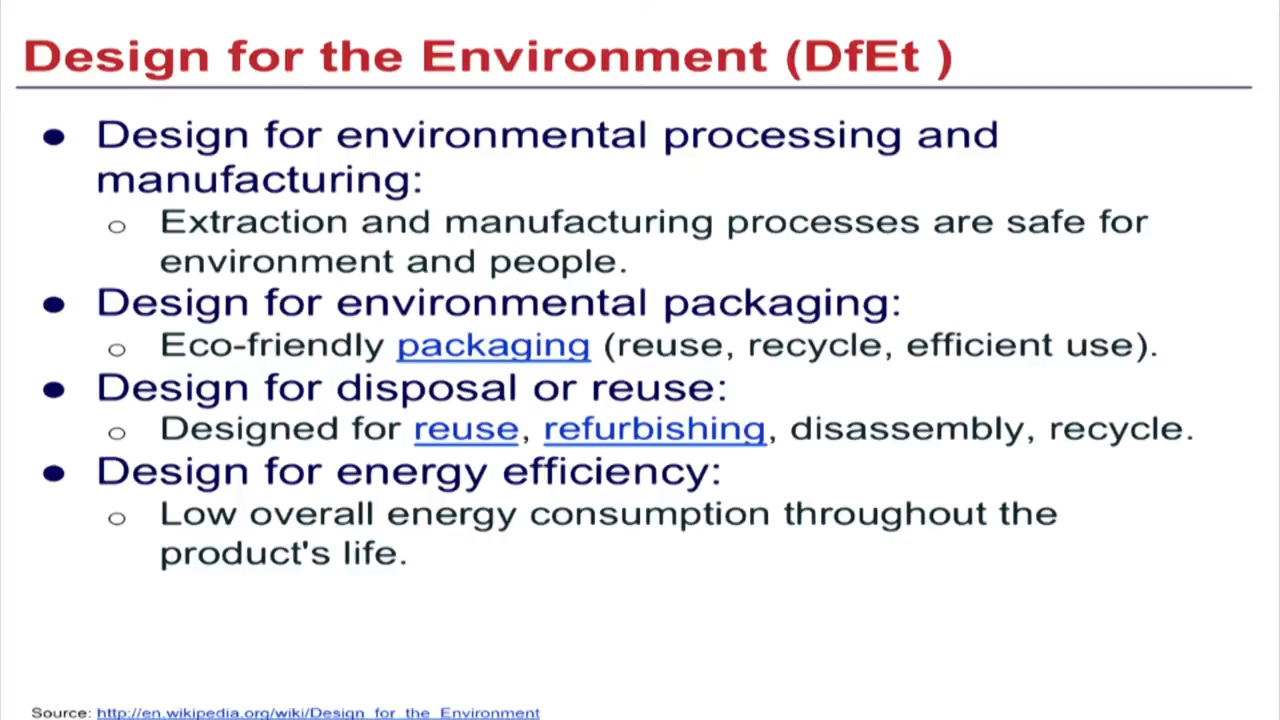 Design for the Environment (DfEt )
● Design for environmental processing and
manufacturing:
○ Extraction and manufacturing processes are safe for
environment and people.
● Design for environmental packaging:
○ Eco-friendly packaging (reuse, recycle, efficient use).
● Design for disposal or reuse:
○ Designed for reuse, refurbishing, disassembly, recycle.
● Design for energy efficiency:
○ Low overall energy consumption throughout the
product's life.
Source: http://en.wikipedia.org/wiki/Design_for_the_Environment